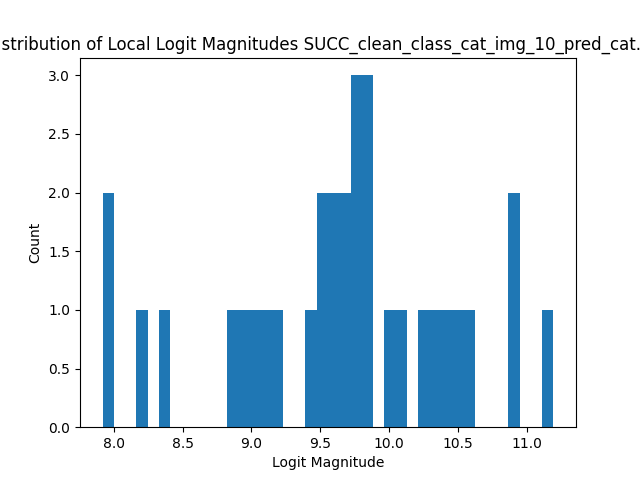 stribution of Local Logit Magnitudes SUCC_clean_class_cat_img_10_pred_cat.
3.0
2.5
2.0
1.5
1.0
0.5
0.0
Count
8.0 8.5 9.0 9.5 10.0 10.5 11.0
Logit Magnitude